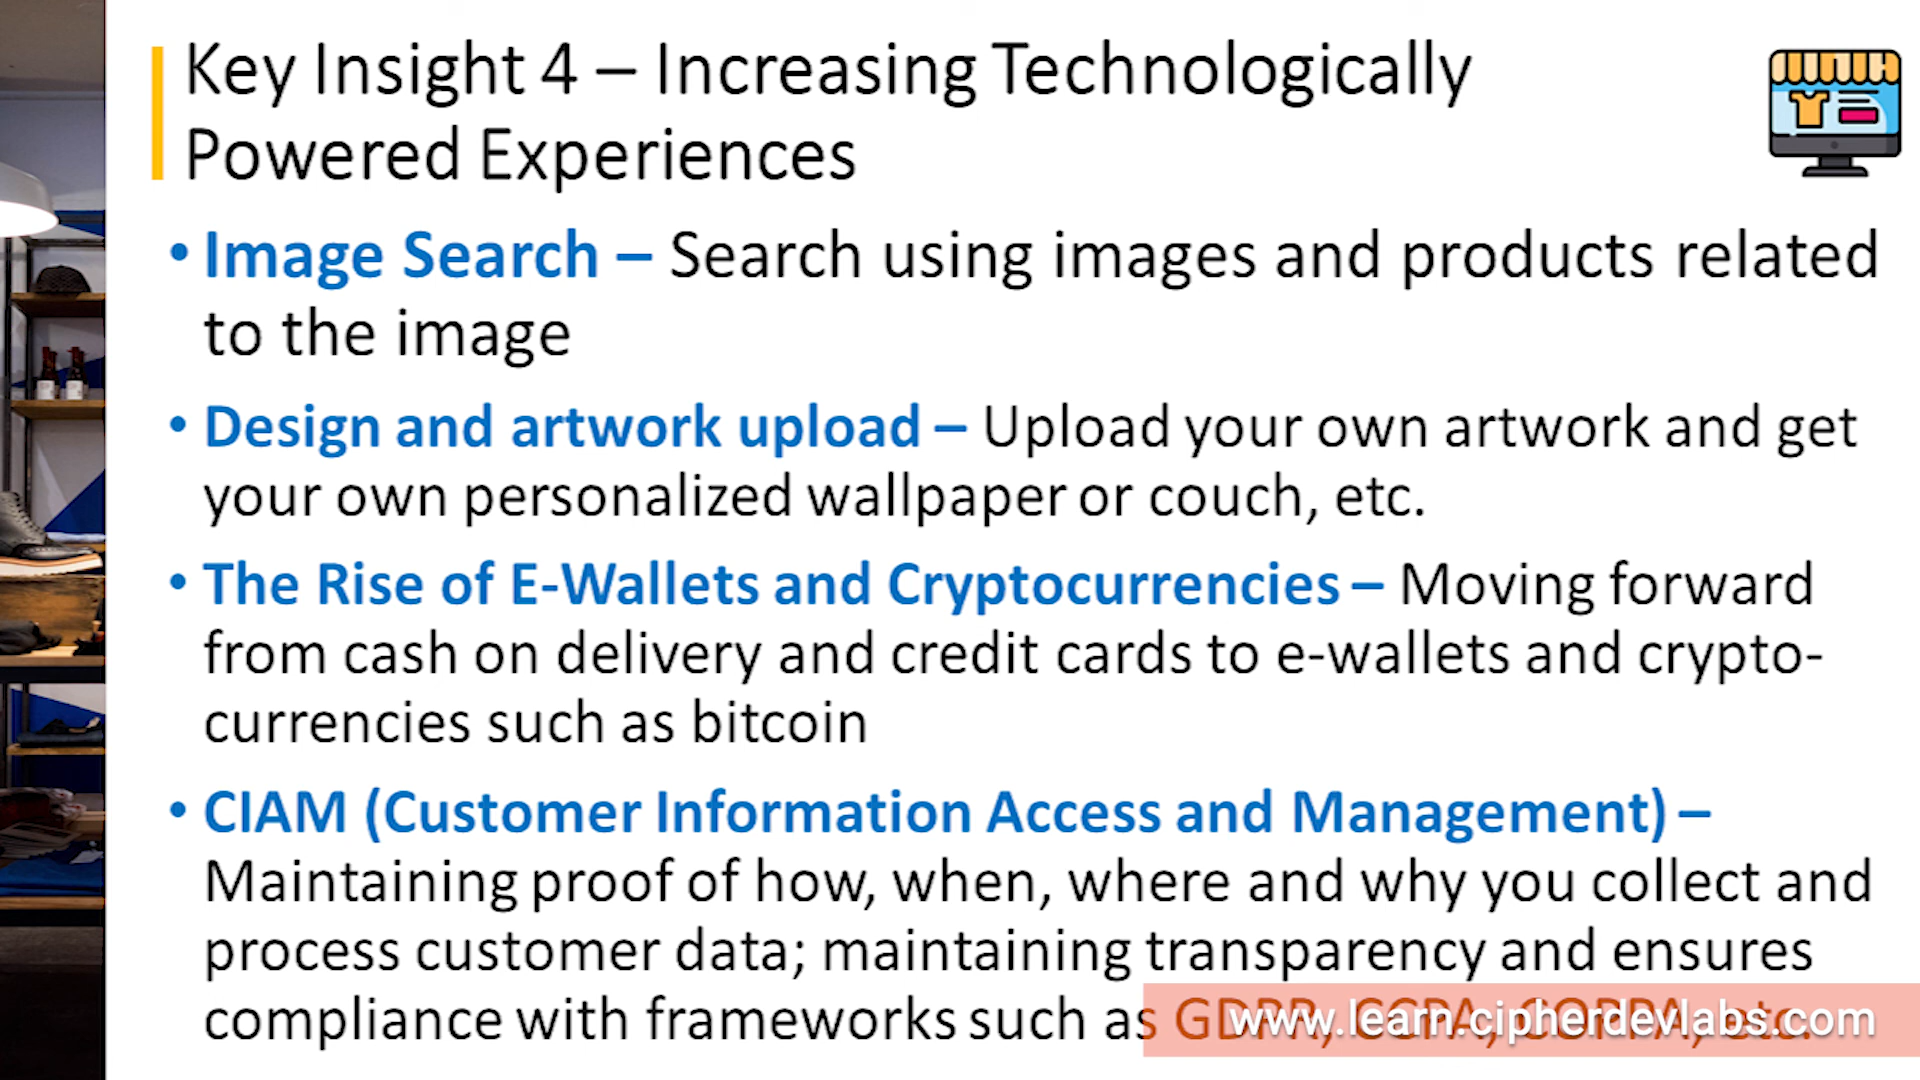 Key Insight 4 – Increasing Technologically
Powered Experiences
• Image Search – Search using images and products related
to the image
• Design and artwork upload – Upload your own artwork and get
your own personalized wallpaper or couch, etc.
• The Rise of E-Wallets and Cryptocurrencies – Moving forward
from cash on delivery and credit cards to e-wallets and crypto-
currencies such as bitcoin
• CIAM (Customer Information Access and Management) –
Maintaining proof of how, when, where and why you collect and
process customer data; maintaining transparency and ensures
compliance with frameworks such as GDPR, CCPA, COPPA, etc.
www.learn.cipherdevlabs.com